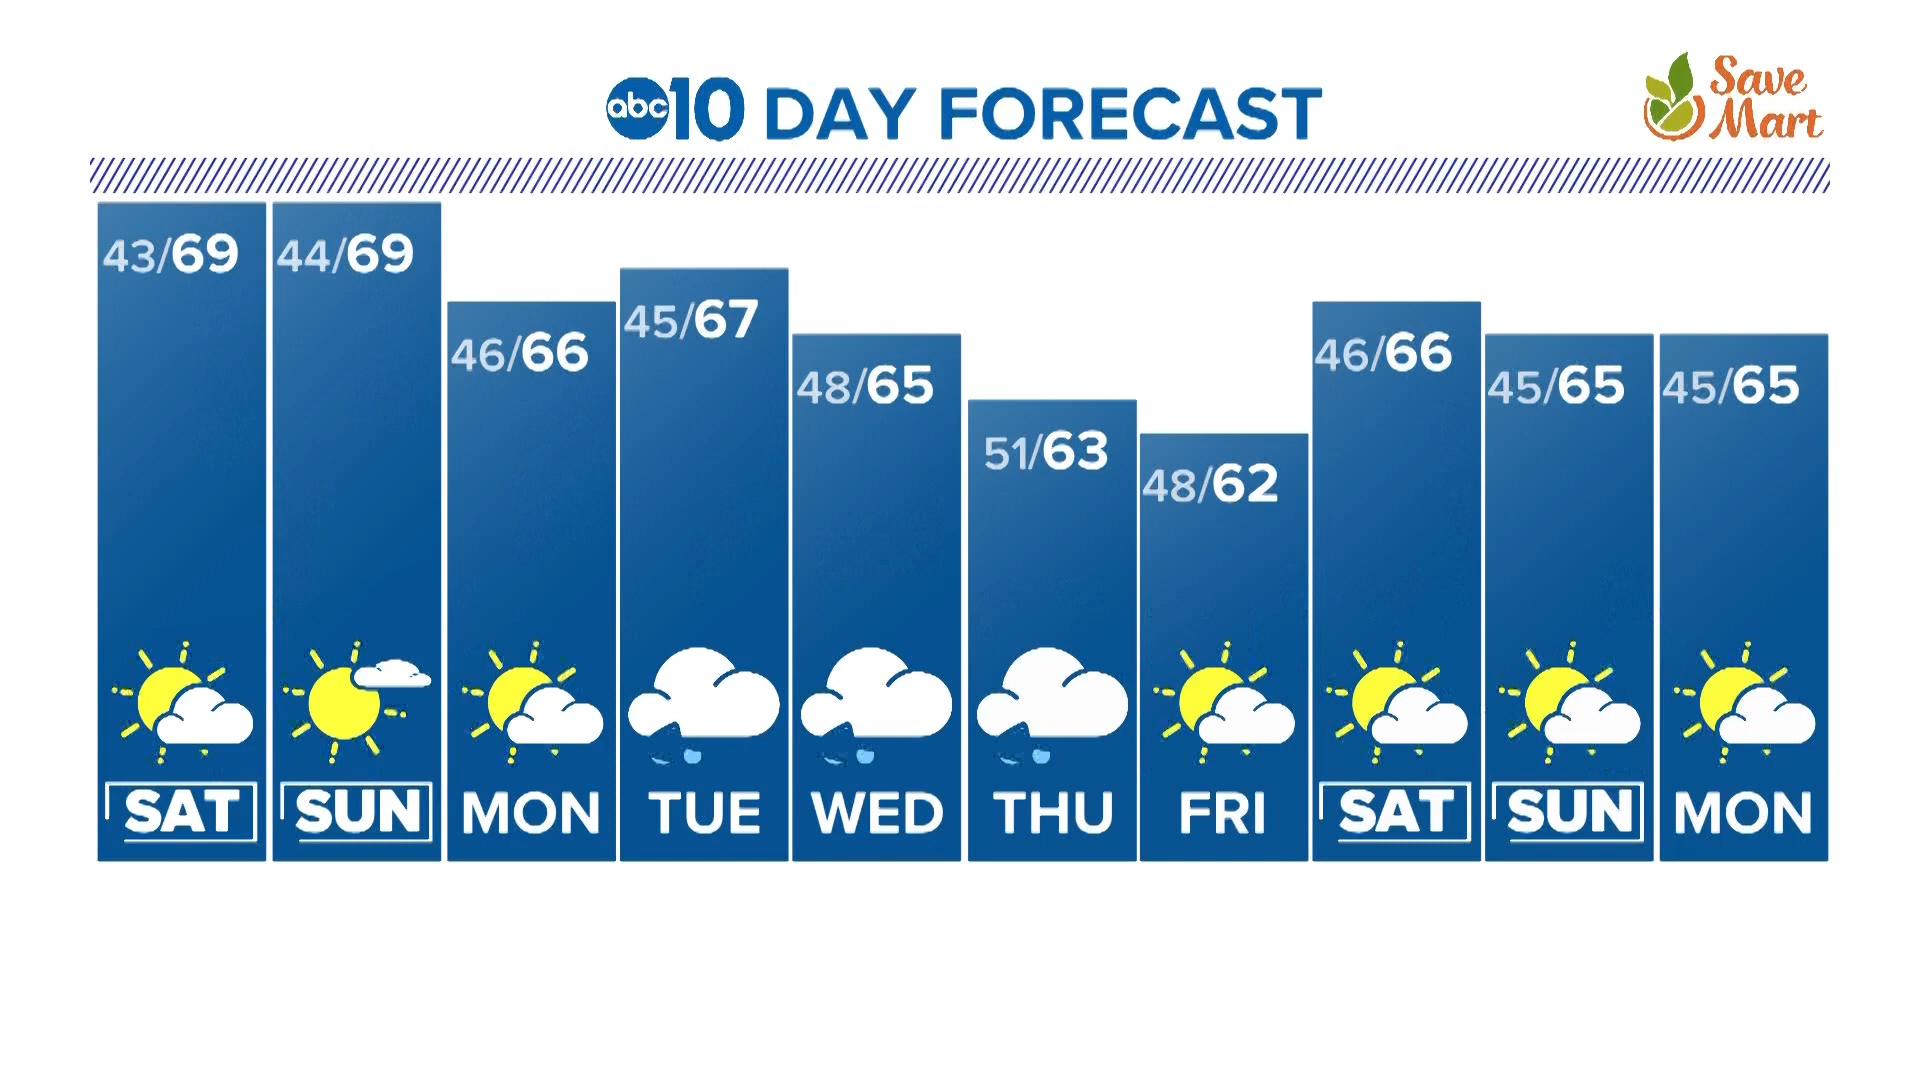 abc10 DAY FORECAST
Save
Mart
43/69
44/69
46/66
45/67
48/65
51/63
48/62
46/66
45/65
45/65
SAT
SUN
MON
TUE
WED
THU
FRI
SAT
SUN
MON